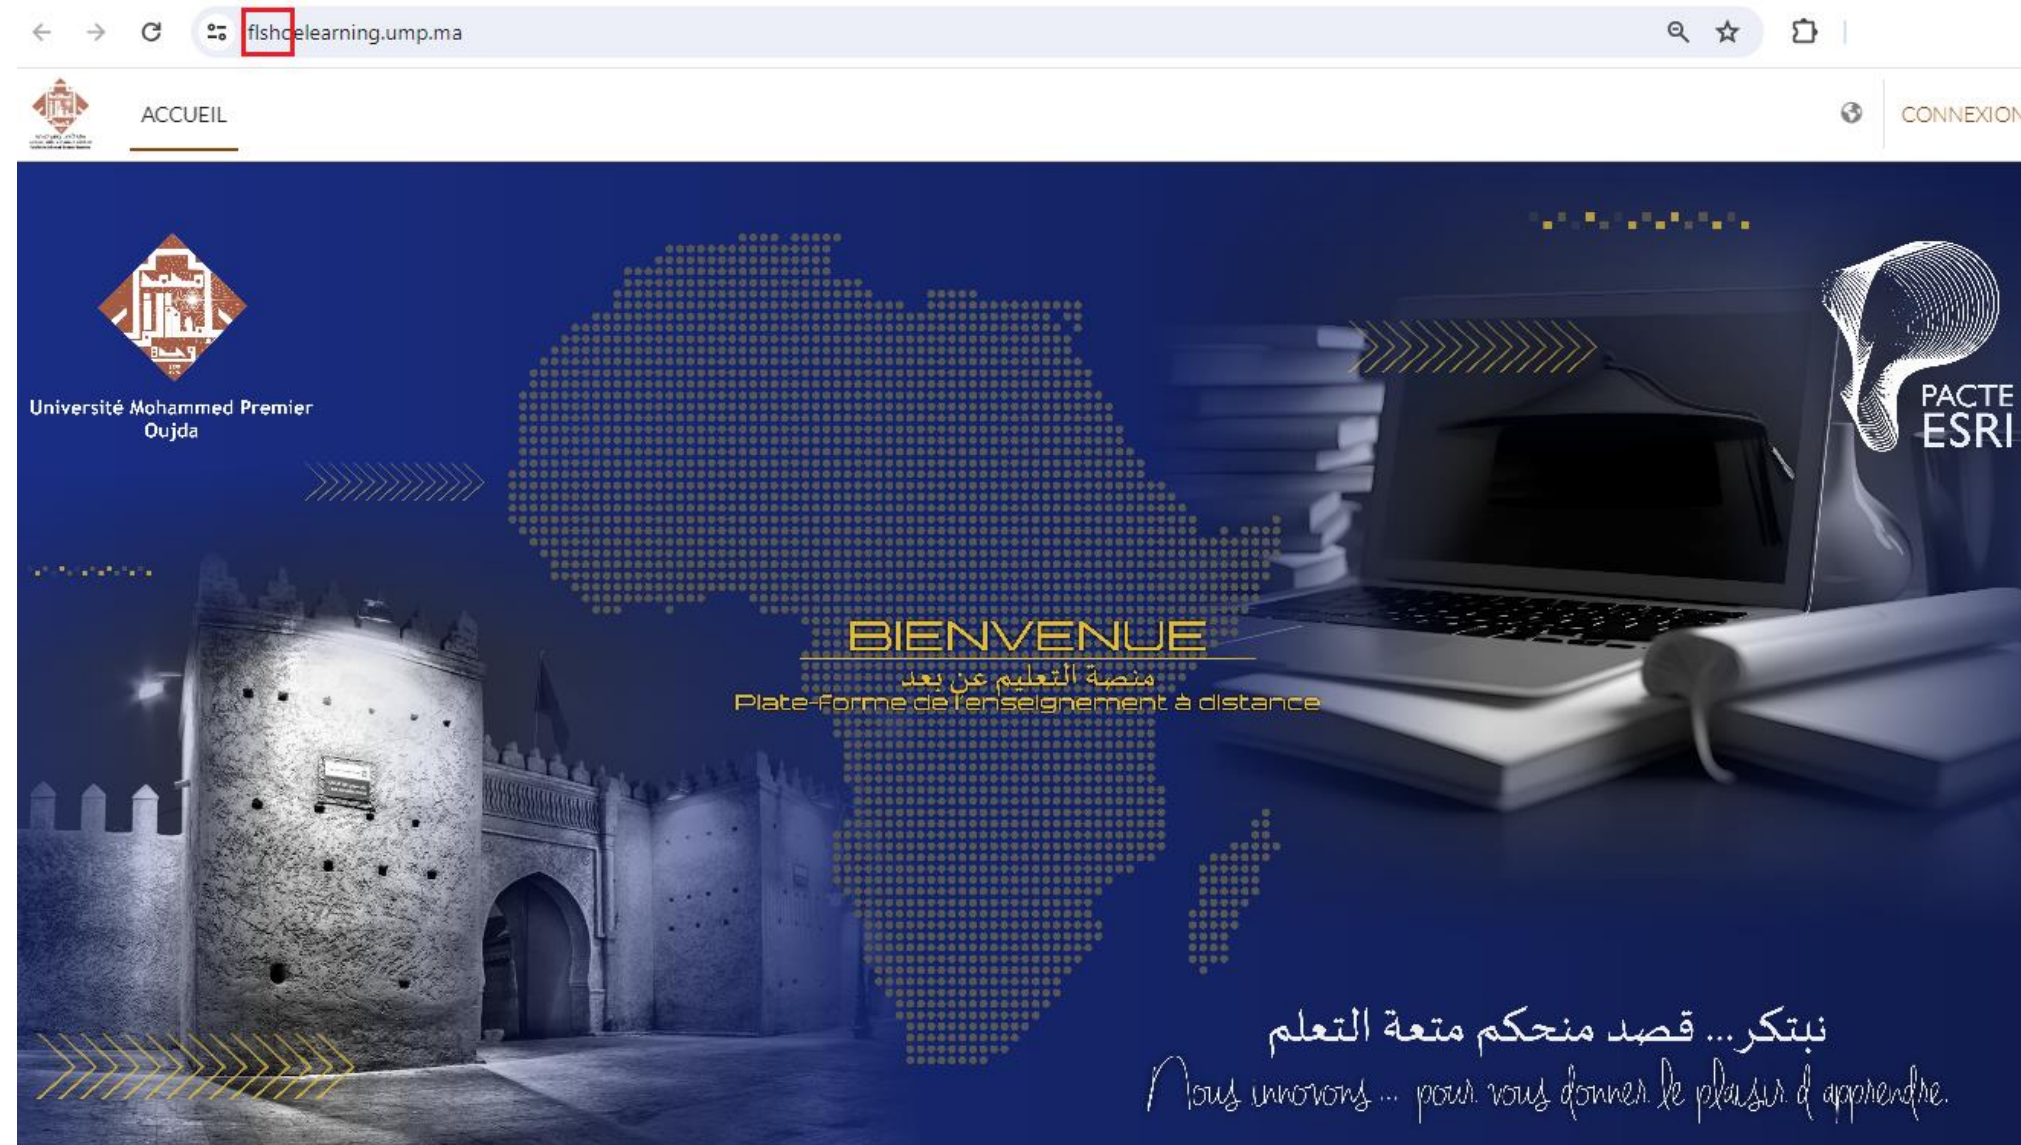 flshoelearning.ump.ma
ACCUEIL
CONNEXION
Université Mohammed Premier
Oujda
PACTE
ESRI
BIENVENUE
منصة التعليم عن بعد
Plate-forme de l'enseignement à distance
نبتكر... قصد منحكم متعة التعلم
Nous innovons ... pour vous donner le plaisir d apprendre.